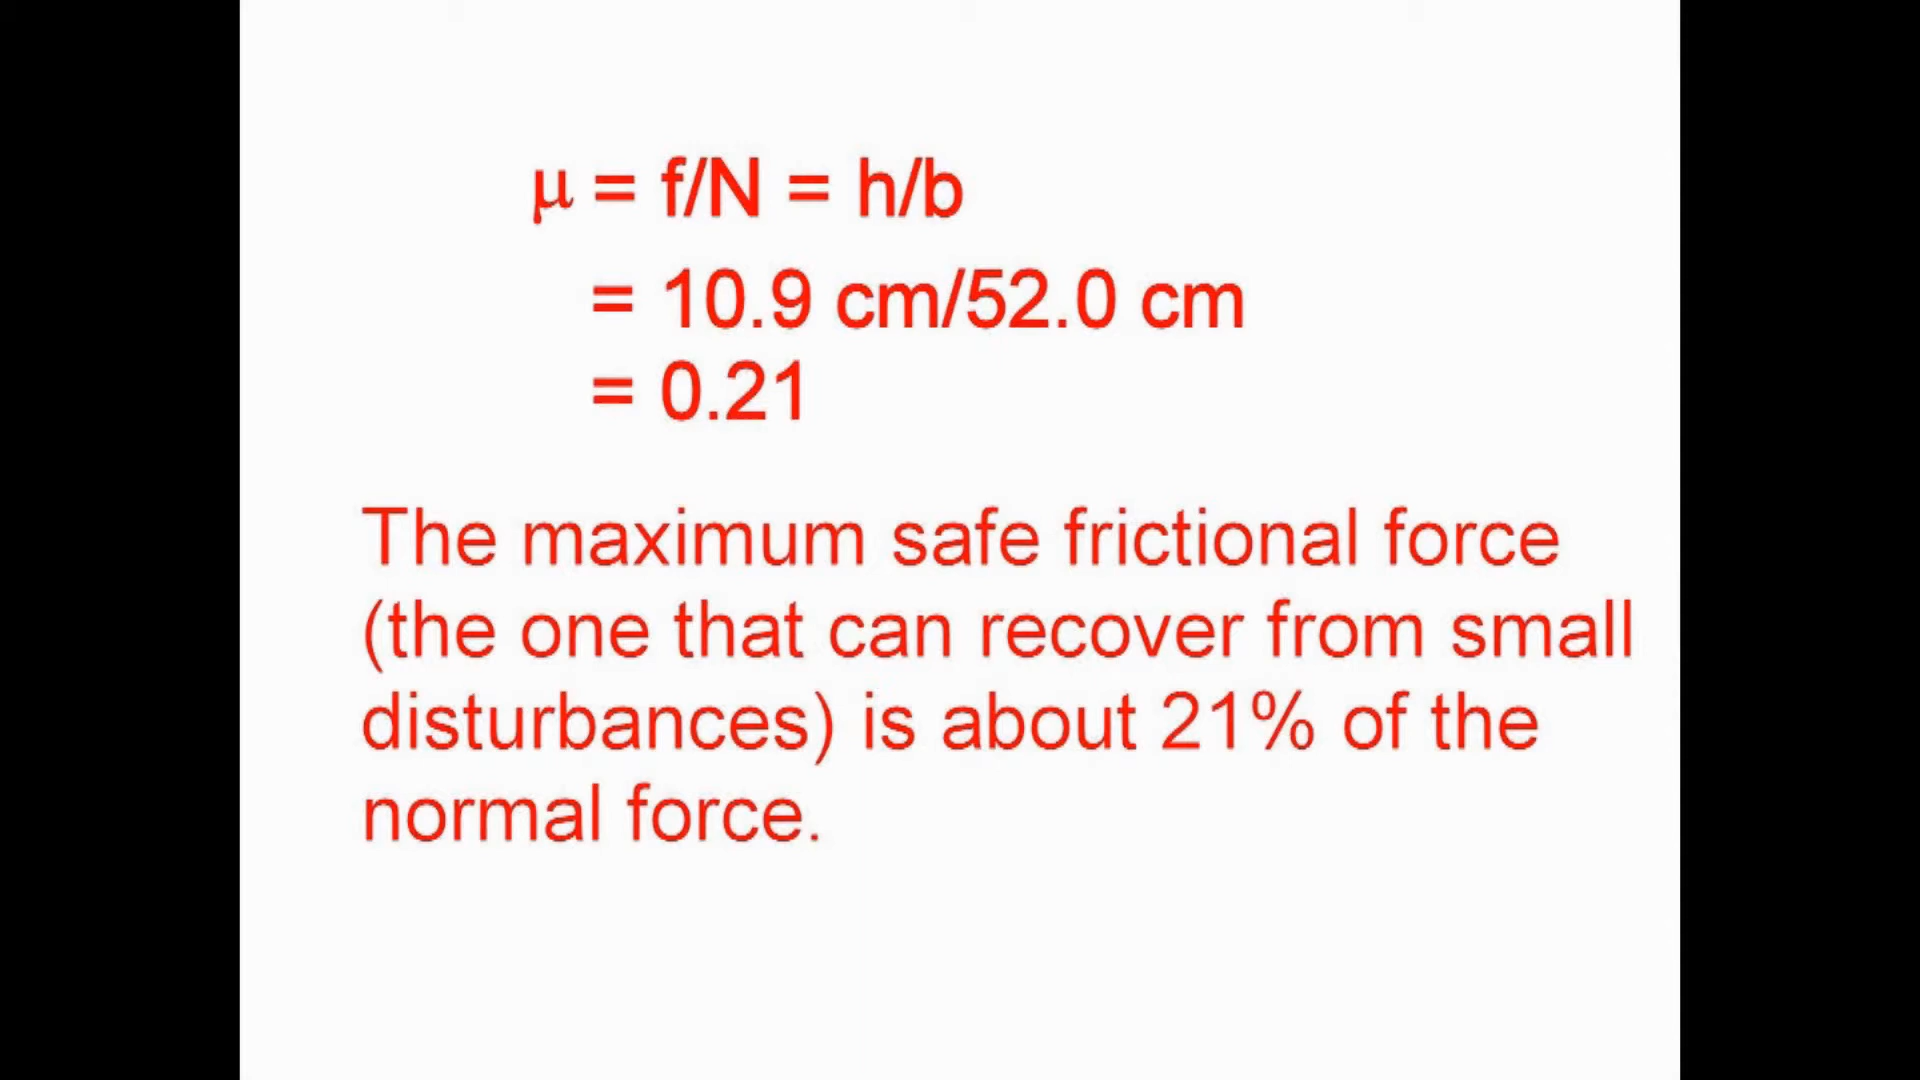 μ = f/N = h/b
= 10.9 cm/52.0 cm
= 0.21
The maximum safe frictional force
(the one that can recover from small
disturbances) is about 21% of the
normal force.